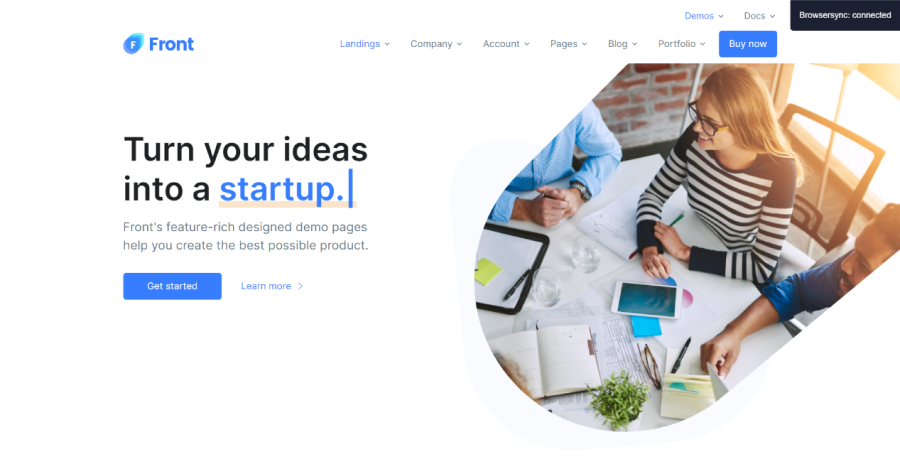 Demos
Docs
Browsersync: connected
F Front
Landings
Company
Account
Pages
Blog
Portfolio
Buy now
Turn your ideas
into a startup.
Front's feature-rich designed demo pages
help you create the best possible product.
Get started
Learn more